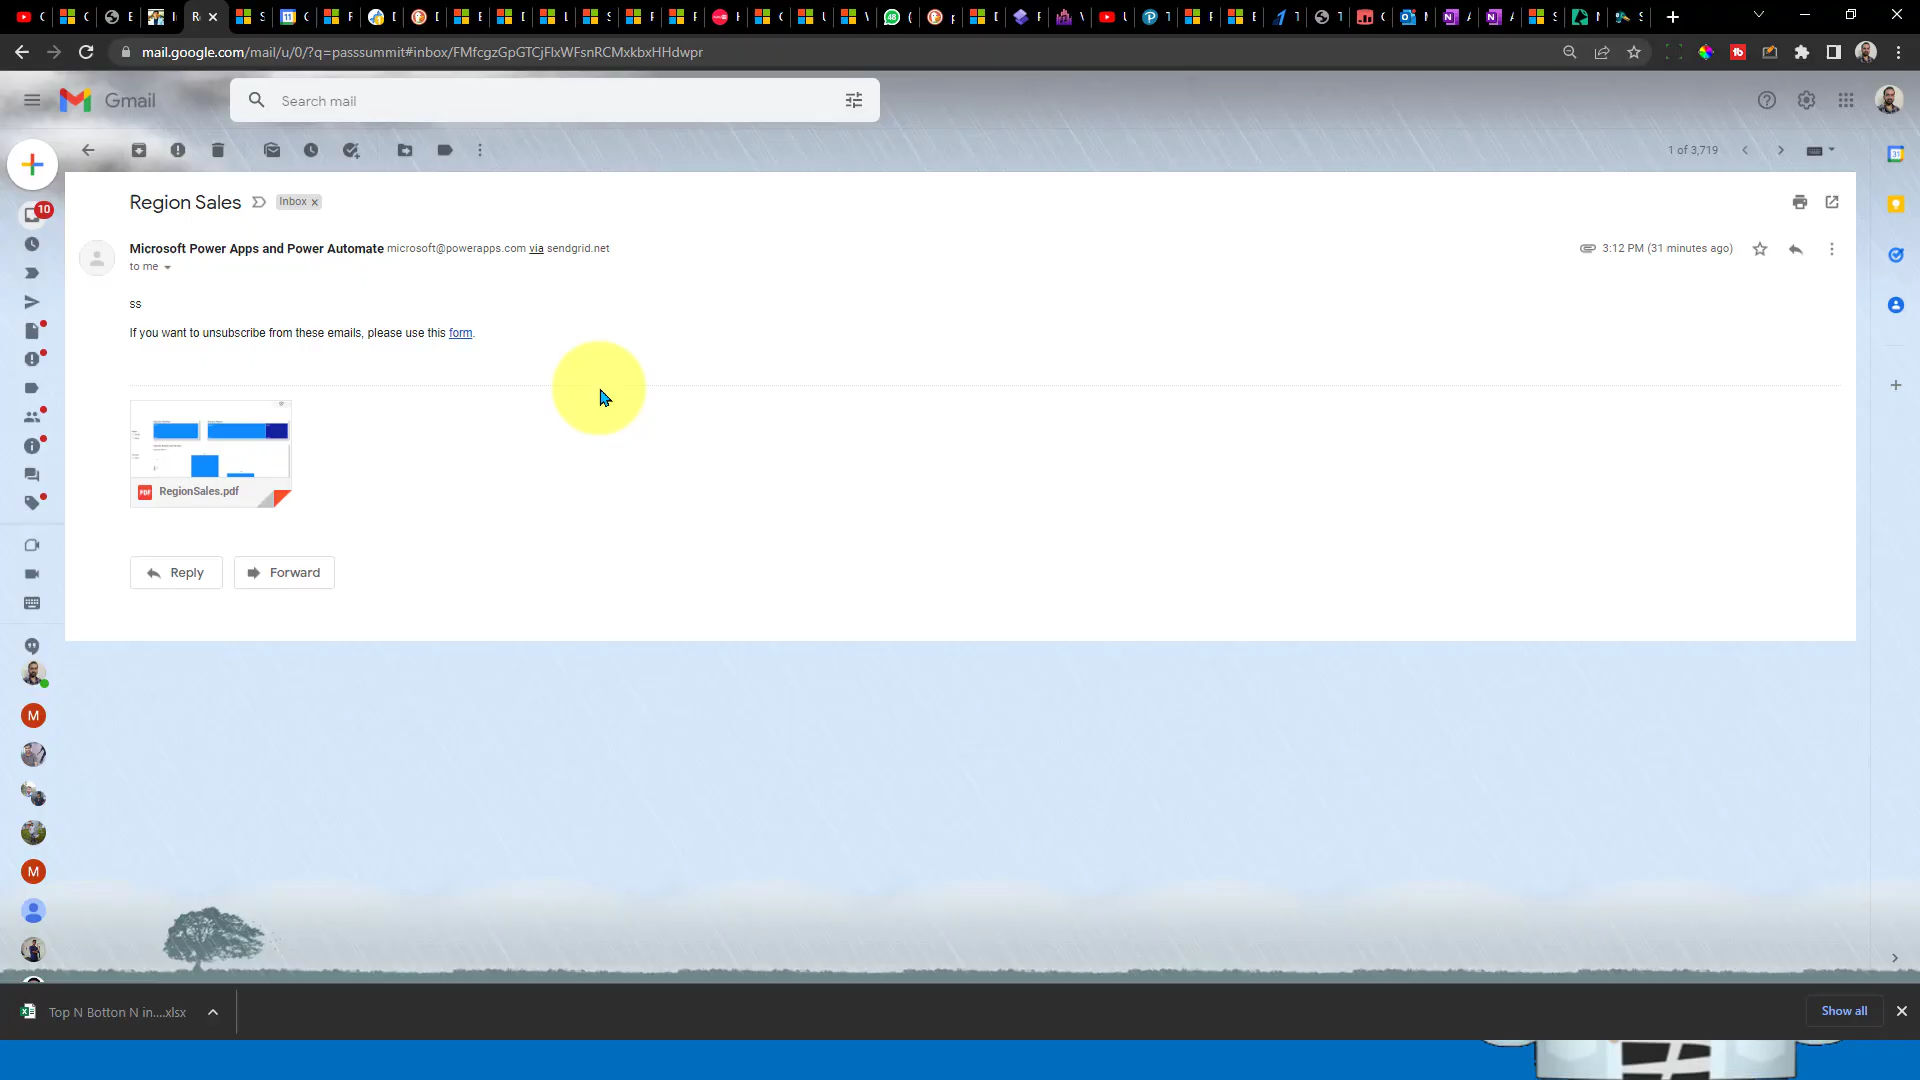 mail.google.com/mail/u/0/?q=passsummit#inbox/FMfcgzGpGTCjFlxWFsnRCMxkbxHHdwpr
Gmail
Search mail
1 of 3,719
10
Region Sales
Inbox x
Microsoft Power Apps and Power Automate microsoft@powerapps.com via sendgrid.net
3:12 PM (31 minutes ago)
to me
ss
If you want to unsubscribe from these emails, please use this form.
PDF RegionSales.pdf
Reply
Forward
M
M
31
Top N Botton N in....xlsx
Show all